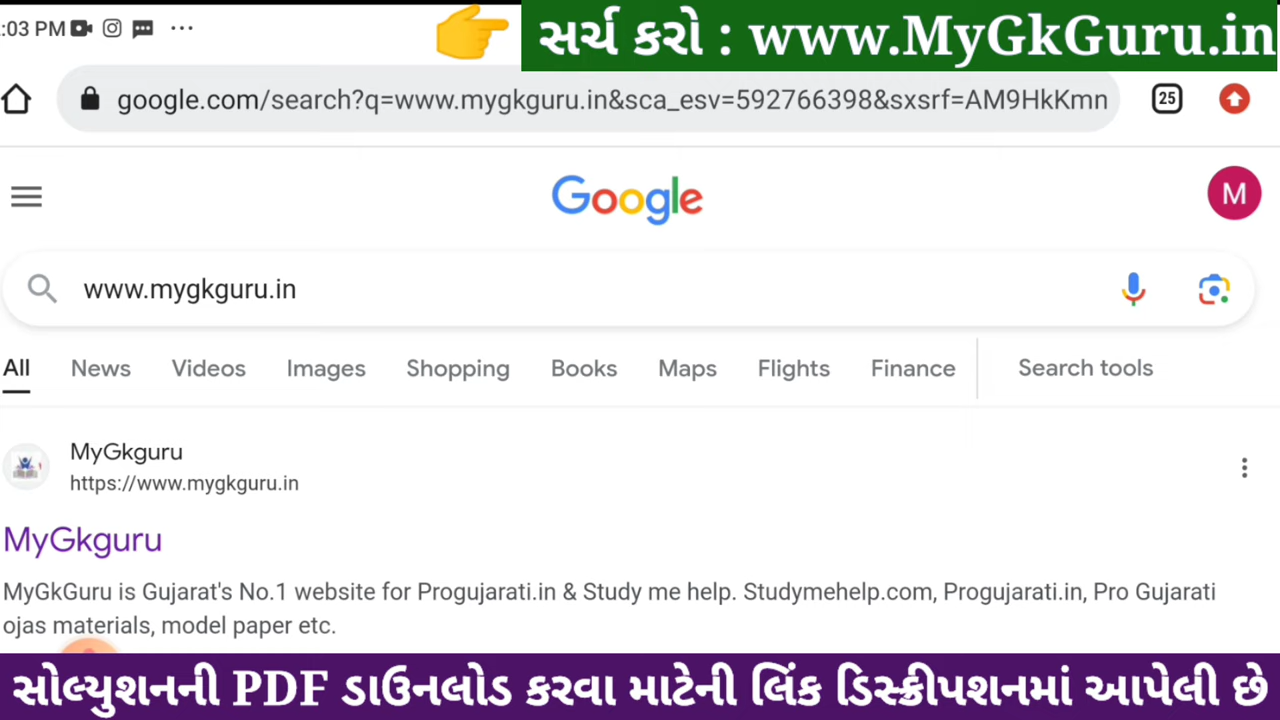 :03 PM
સર્ચ કરો : www.MyGkGuru.in
google.com/search?q=www.mygkguru.in&sca_esv=592766398&sxsrf=AM9HkKmn
25
Google
M
www.mygkguru.in
All News Videos Images Shopping Books Maps Flights Finance Search tools
MyGkguru
https://www.mygkguru.in
MyGkguru
MyGkGuru is Gujarat's No.1 website for Progujarati.in & Study me help. Studymehelp.com, Progujarati.in, Pro Gujarati
ojas materials, model paper etc.
સોલ્યુશનની PDF ડાઉનલોડ કરવા માટેની લિંક ડિસ્ક્રીપશનમાં આપેલી છે